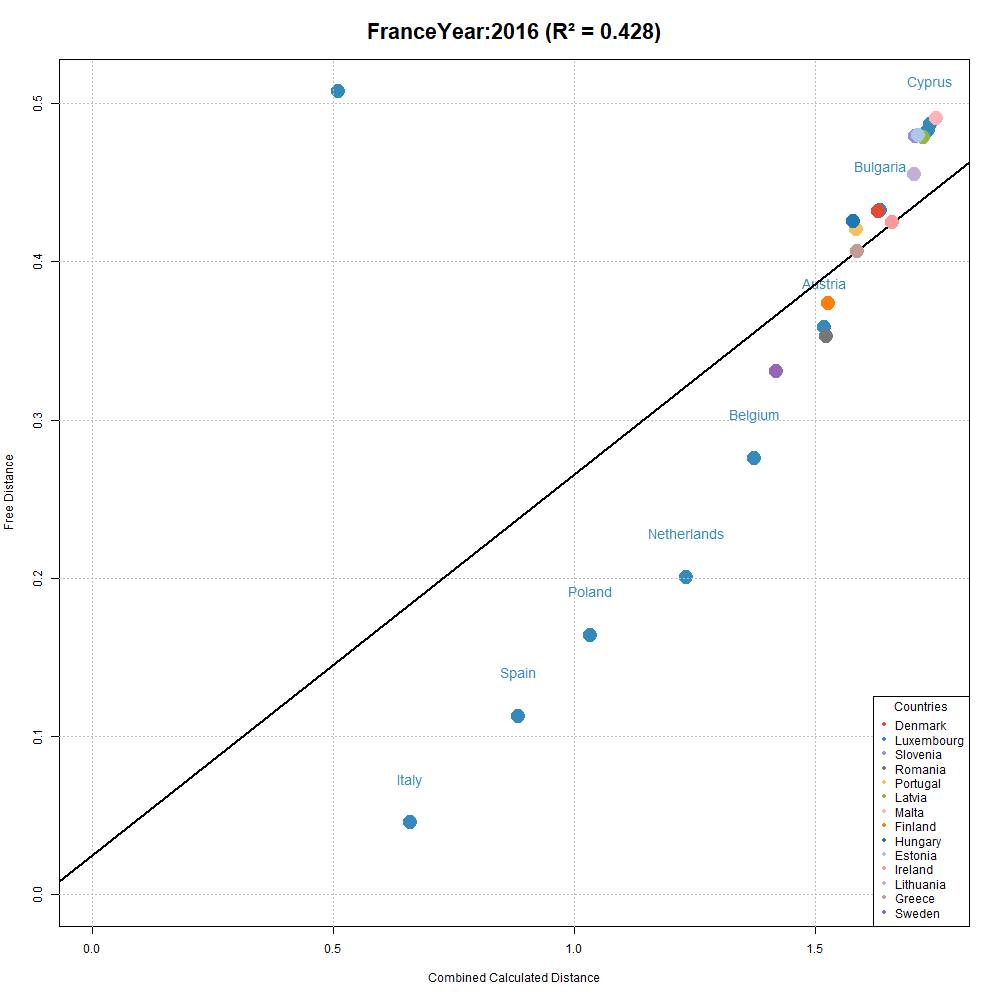 FranceYear:2016 (R² = 0.428)
Cyprus
Bulgaria
Austria
Belgium
Netherlands
Poland
Spain
Italy
Free Distance
0.5
0.4
0.3
0.2
0.1
0.0
0.0
0.5
1.0
1.5
Combined Calculated Distance
Countries
Denmark
Luxembourg
Slovenia
Romania
Portugal
Latvia
Malta
Finland
Hungary
Estonia
Ireland
Lithuania
Greece
Sweden